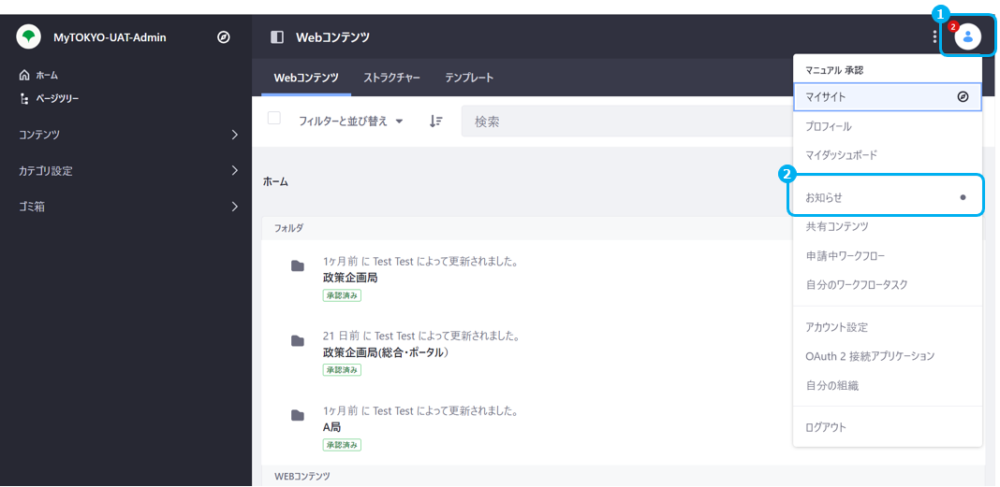 1
MyTOKYO-UAT-Admin
Webコンテンツ
2
ホーム
ページツリー
コンテンツ
カテゴリ設定
ゴミ箱
Webコンテンツ ストラクチャー テンプレート
フィルターと並び替え
検索
ホーム
フォルダ
1ヶ月前 に Test Test によって更新されました。
政策企画局
承認済み
21 日前 に Test Test によって更新されました。
政策企画局(総合・ポータル）
承認済み
1ヶ月前 に Test Test によって更新されました。
A局
承認済み
WEBコンテンツ
マニュアル 承認
マイサイト
プロフィール
マイダッシュボード
2
お知らせ
共有コンテンツ
申請中ワークフロー
自分のワークフロータスク
アカウント設定
OAuth 2 接続アプリケーション
自分の組織
ログアウト